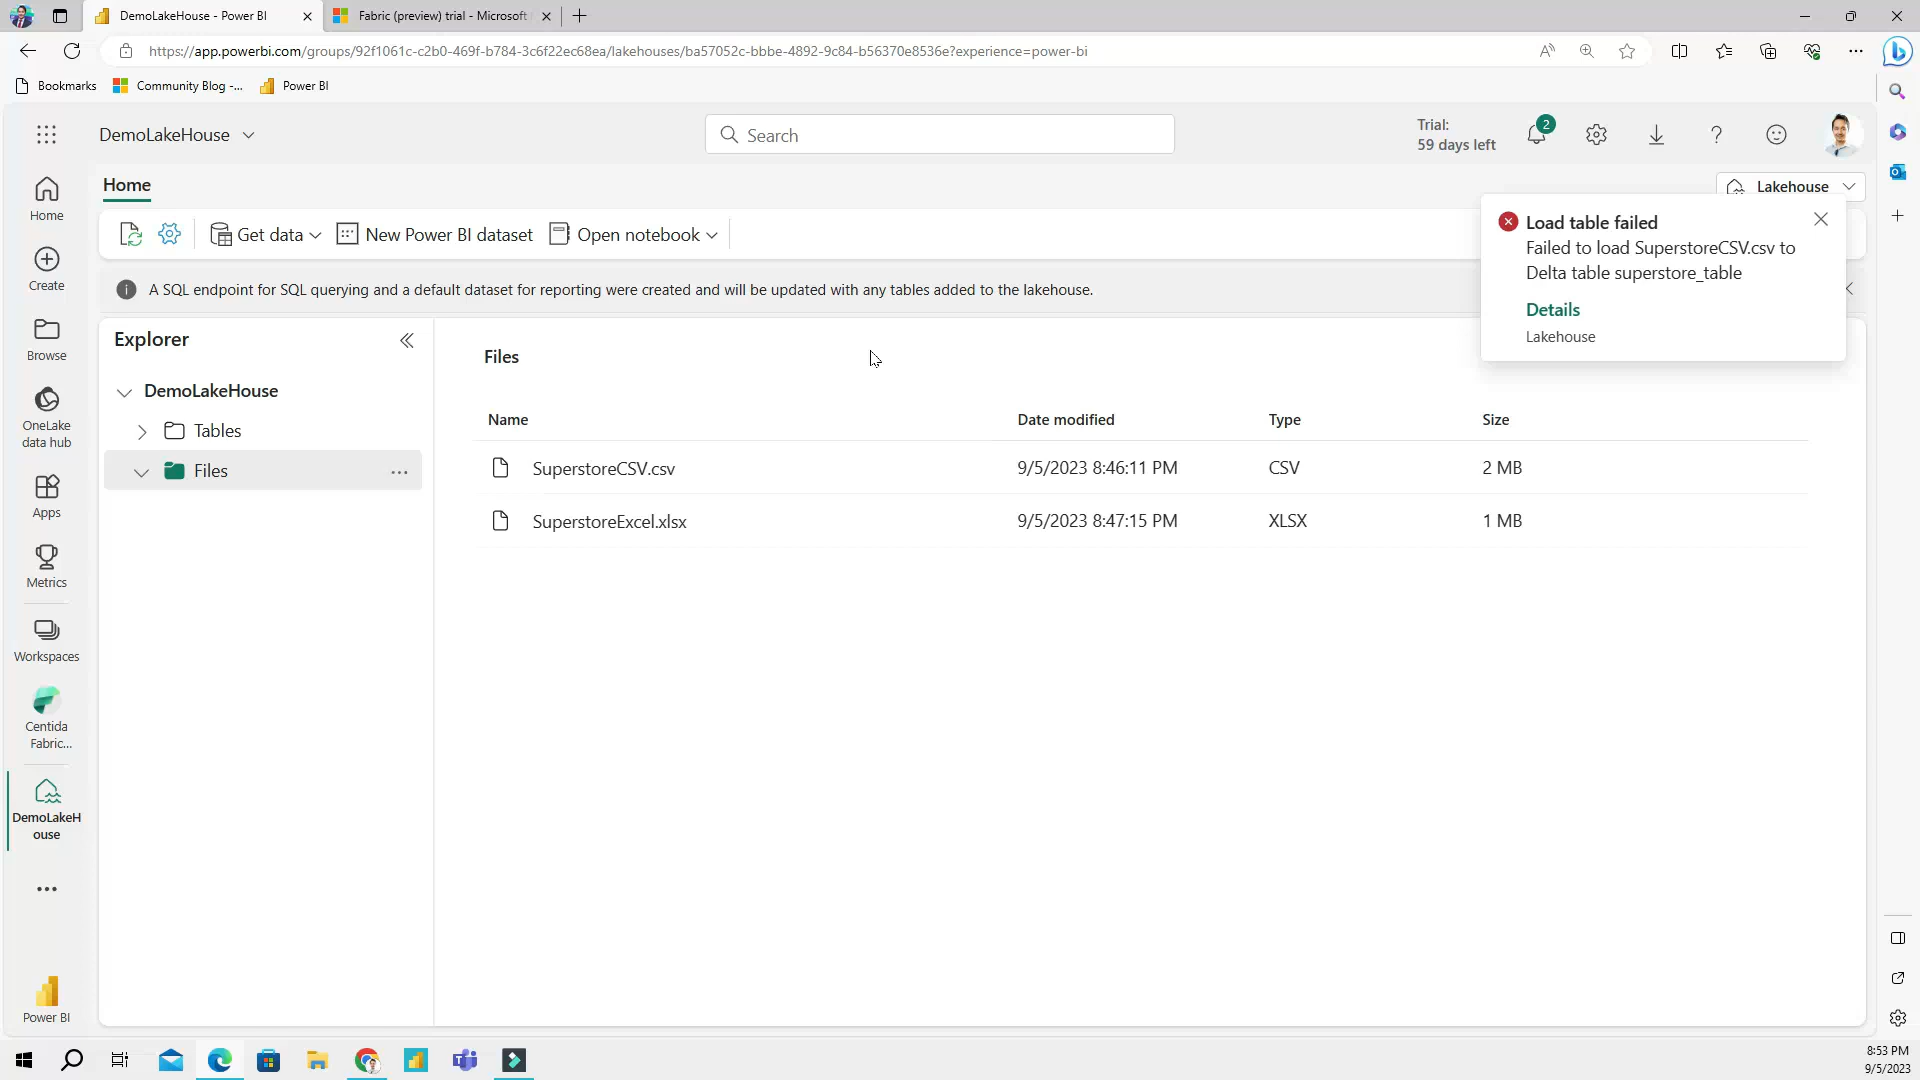 DemoLakeHouse - Power BI
Fabric (preview) trial - Microsoft
https://app.powerbi.com/groups/92f1061c-c2b0-469f-b784-3c6f22ec68ea/lakehouses/ba57052c-bbbe-4892-9c84-b56370e8536e?experience=power-bi
Bookmarks
Community Blog -...
Power BI
DemoLakeHouse
Search
Trial:
59 days left
2
Home
Lakehouse
Get data
New Power BI dataset
Open notebook
A SQL endpoint for SQL querying and a default dataset for reporting were created and will be updated with any tables added to the lakehouse.
Load table failed
Failed to load SuperstoreCSV.csv to
Delta table superstore_table
Details
Lakehouse
Home
Create
Browse
OneLake
data hub
Apps
Metrics
Workspaces
Centida
Fabric...
DemoLakeH
ouse
Power BI
Explorer
DemoLakeHouse
Tables
Files
Files
Name Date modified Type Size
SuperstoreCSV.csv 9/5/2023 8:46:11 PM CSV 2 MB
SuperstoreExcel.xlsx 9/5/2023 8:47:15 PM XLSX 1 MB
8:53 PM
9/5/2023